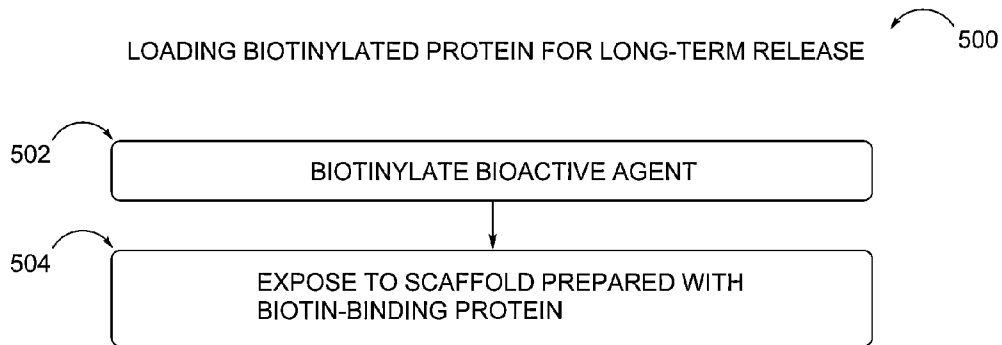 500
LOADING BIOTINYLATED PROTEIN FOR LONG-TERM RELEASE
502
BIOTINYLATE BIOACTIVE AGENT
504
EXPOSE TO SCAFFOLD PREPARED WITH
BIOTIN-BINDING PROTEIN